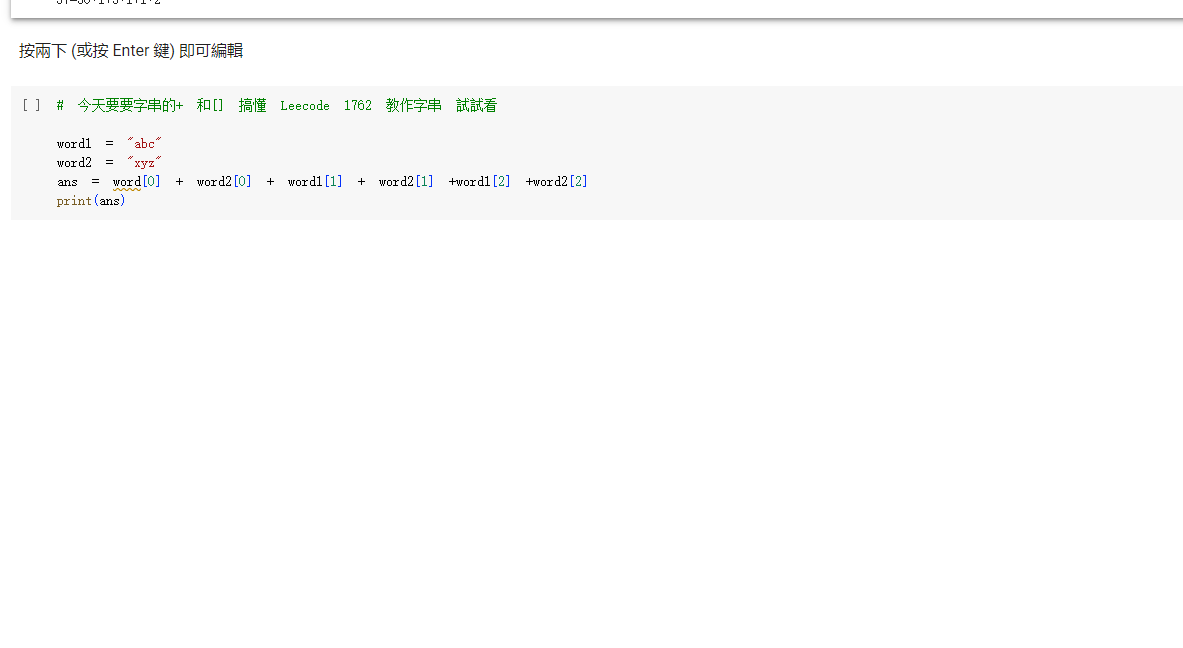 按兩下 (或按 Enter 鍵) 即可編輯
[ ] # 今天要要字串的+ 和[] 搞懂 Leecode 1762 教作字串 試試看
word1 = "abc"
word2 = "xyz"
ans = word[0] + word2[0] + word1[1] + word2[1] +word1[2] +word2[2]
print(ans)